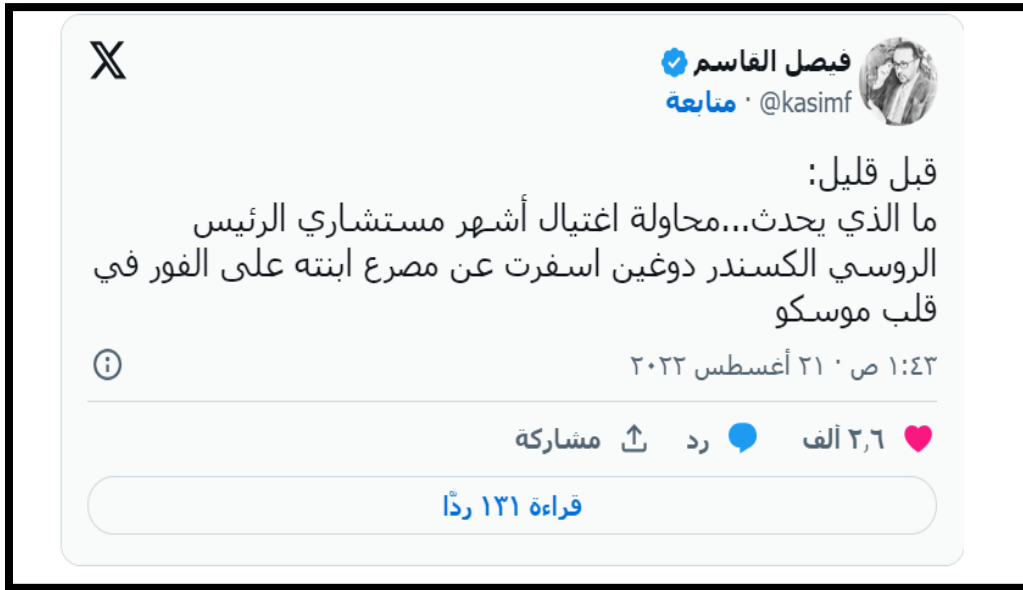 فيصل القاسم
@kasimf · متابعة
قبل قليل:
ما الذي يحدث...محاولة اغتيال أشهر مستشاري الرئيس
الروسي الكسندر دوغين اسفرت عن مصرع ابنته على الفور في
قلب موسكو
١:٤٣ ص · ٢١ أغسطس ٢٠٢٢
٢,٦ ألف رد مشاركة
قراءة ١٣١ ردًّا